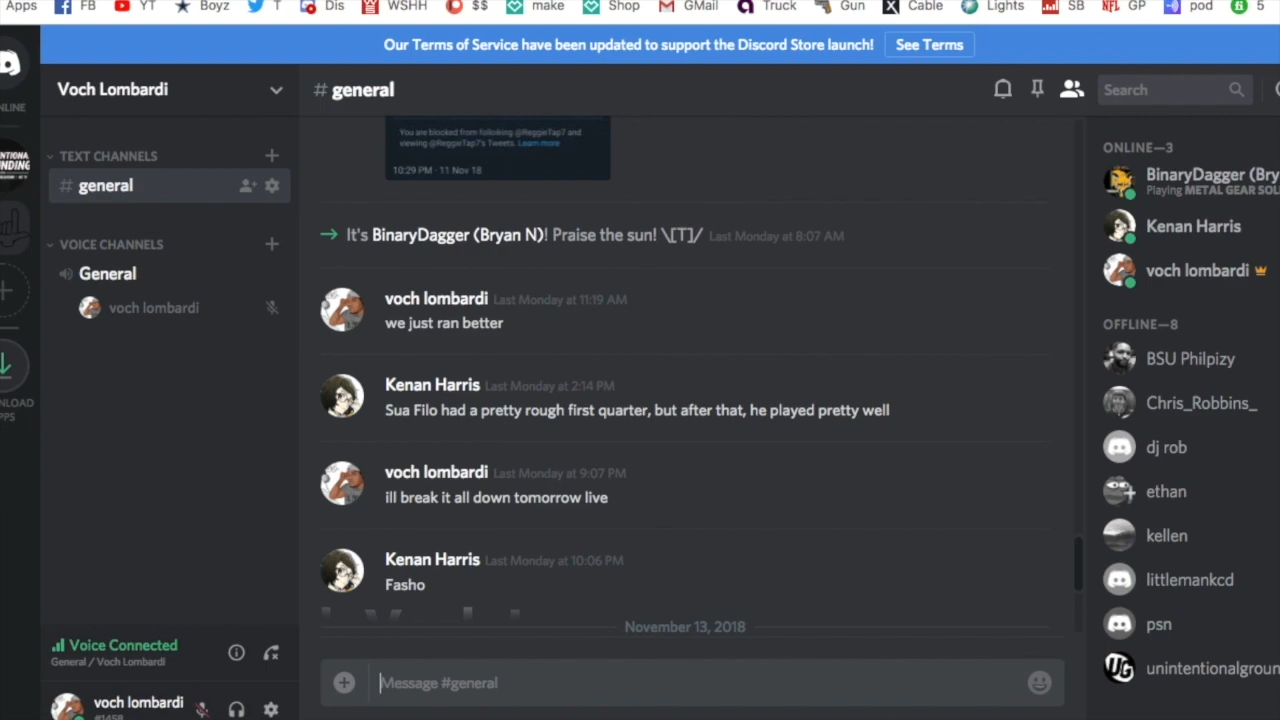 Apps FB YT Boyz T Dis WSHH $$ make Shop GMail Truck Gun Cable Lights SB GP pod 5
Our Terms of Service have been updated to support the Discord Store launch! See Terms
Voch Lombardi
# general
Search
TEXT CHANNELS
# general
VOICE CHANNELS
General
voch lombardi
Voice Connected
General / Voch Lombardi
voch lombardi
#1458
You are blocked from following @ReggieTap7 and
viewing @ReggieTap7's Tweets. Learn more
10:29 PM · 11 Nov 18
It's BinaryDagger (Bryan N)! Praise the sun! \[T]/ Last Monday at 8:07 AM
voch lombardi Last Monday at 11:19 AM
we just ran better
Kenan Harris Last Monday at 2:14 PM
Sua Filo had a pretty rough first quarter, but after that, he played pretty well
voch lombardi Last Monday at 9:07 PM
ill break it all down tomorrow live
Kenan Harris Last Monday at 10:06 PM
Fasho
November 13, 2018
Message #general
ONLINE—3
BinaryDagger (Bry
Playing METAL GEAR SOL
Kenan Harris
voch lombardi
OFFLINE—8
BSU Philpizy
Chris_Robbins_
dj rob
ethan
kellen
littlemankcd
psn
unintentionalgroun